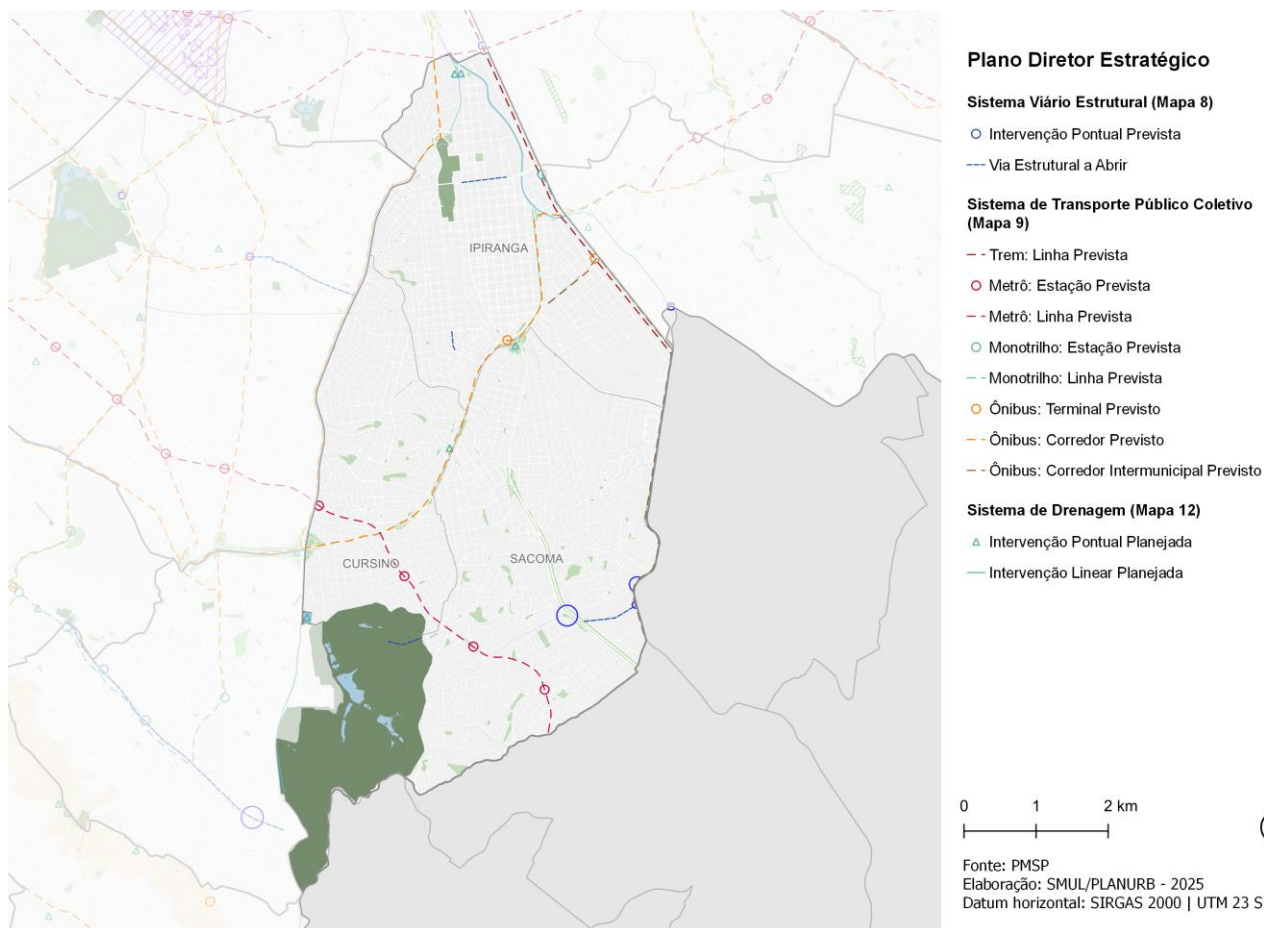 IPIRANGA
CURSINO
SACOMA
Plano Diretor Estratégico
Sistema Viário Estrutural (Mapa 8)
Intervenção Pontual Prevista
Via Estrutural a Abrir
Sistema de Transporte Público Coletivo
(Mapa 9)
Trem: Linha Prevista
Metrô: Estação Prevista
Metrô: Linha Prevista
Monotrilho: Estação Prevista
Monotrilho: Linha Prevista
Ônibus: Terminal Previsto
Ônibus: Corredor Previsto
Ônibus: Corredor Intermunicipal Previsto
Sistema de Drenagem (Mapa 12)
Intervenção Pontual Planejada
Intervenção Linear Planejada
0 1 2 km
Fonte: PMSP
Elaboração: SMUL/PLANURB - 2025
Datum horizontal: SIRGAS 2000 | UTM 23 S